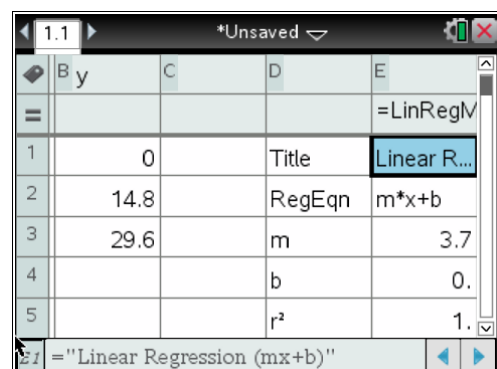 1.1 *Unsaved
B y C D E
= =LinRegM
1 0 Title Linear R...
2 14.8 RegEqn m*x+b
3 29.6 m 3.7
4 b 0.
5 r² 1.
E1 ="Linear Regression (mx+b)"